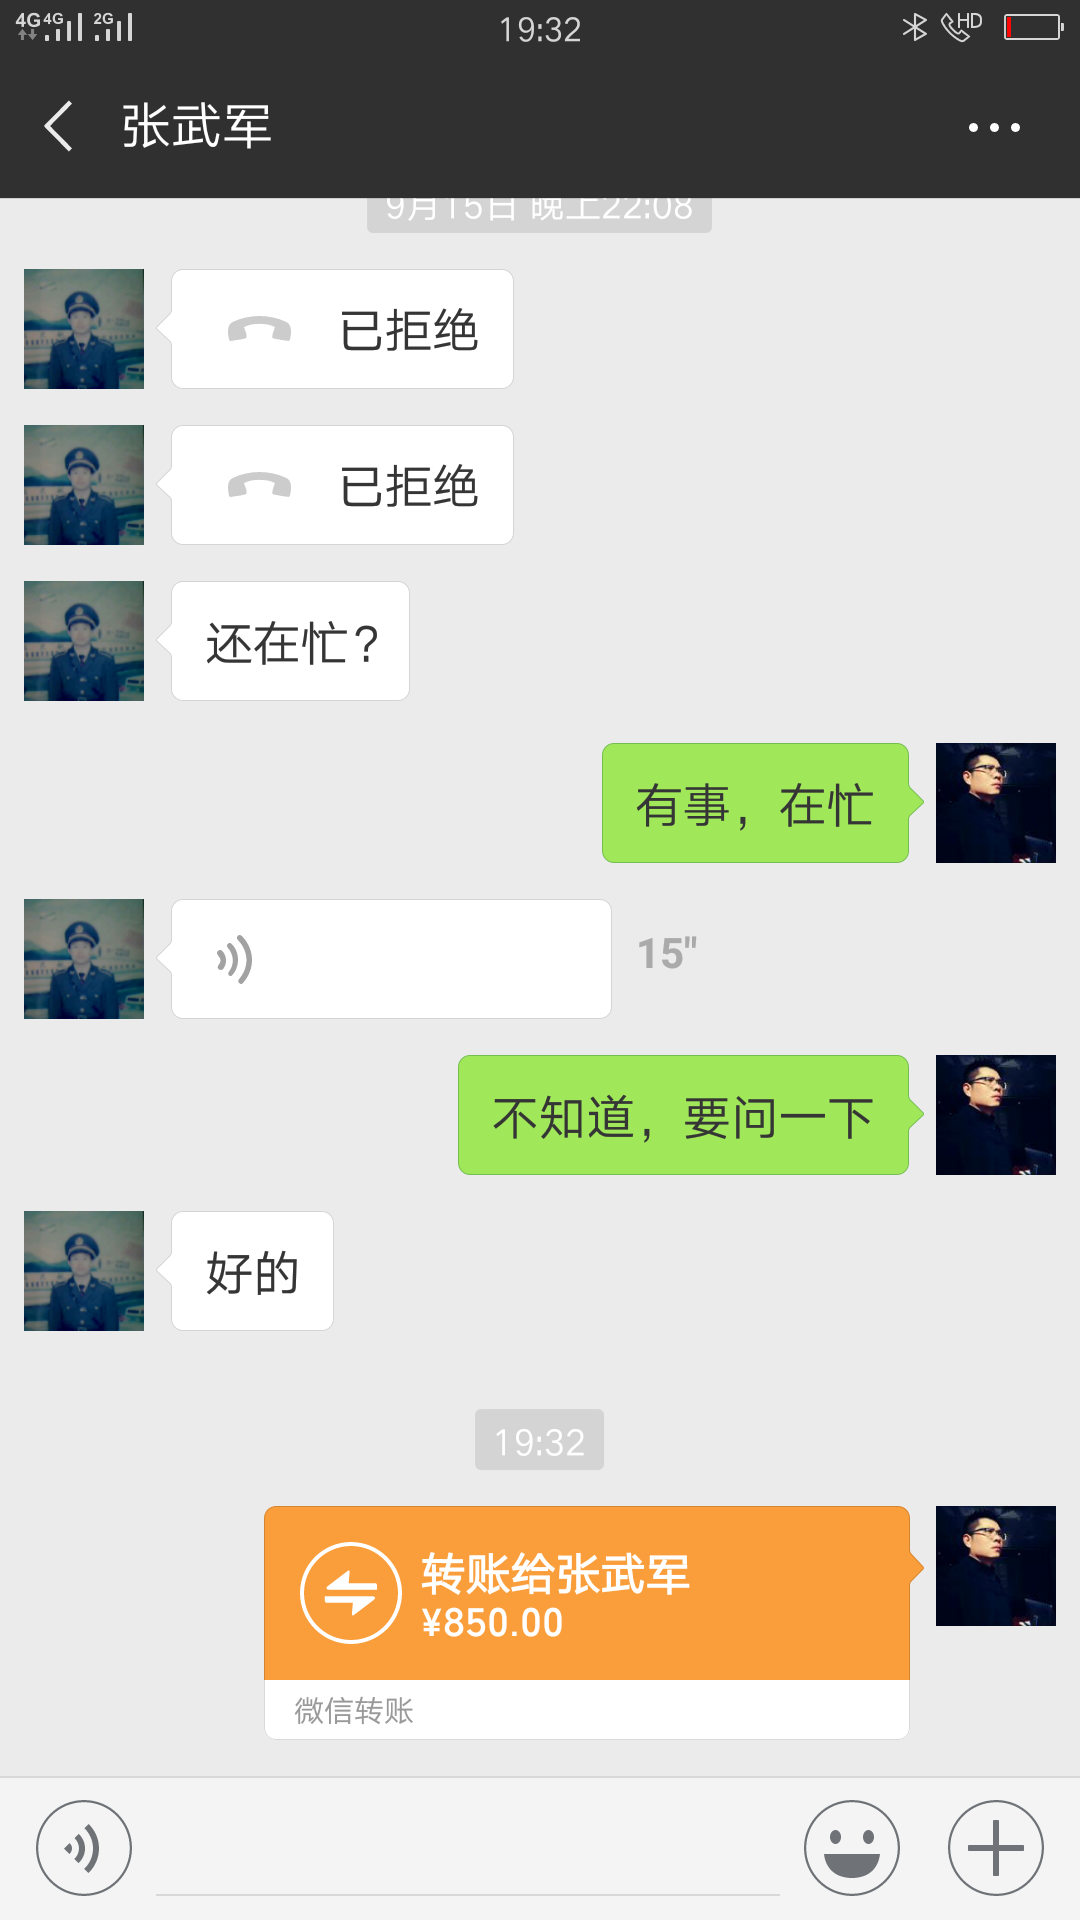 4G 4G 2G
19:32
HD
张武军
9月15日 晚上22:08
已拒绝
已拒绝
还在忙？
有事，在忙
15"
不知道，要问一下
好的
19:32
转账给张武军
¥850.00
微信转账